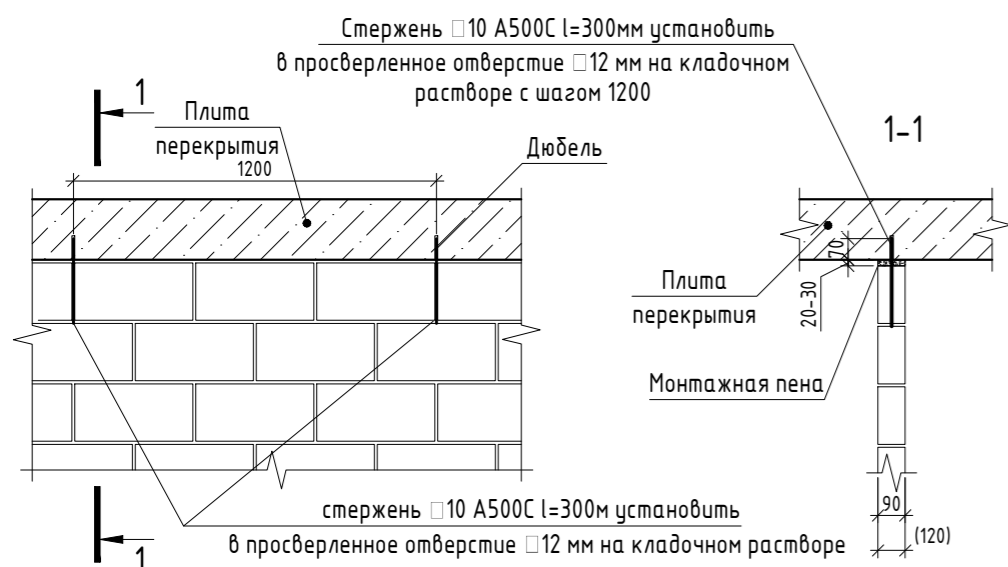 Стержень □10 А500С l=300мм установить
в просверленное отверстие □12 мм на кладочном
растворе с шагом 1200
1
Плита
перекрытия
1200
Дюбель
1-1
70
20-30
Плита
перекрытия
Монтажная пена
90
(120)
стержень □10 А500С l=300м установить
в просверленное отверстие □12 мм на кладочном растворе
1